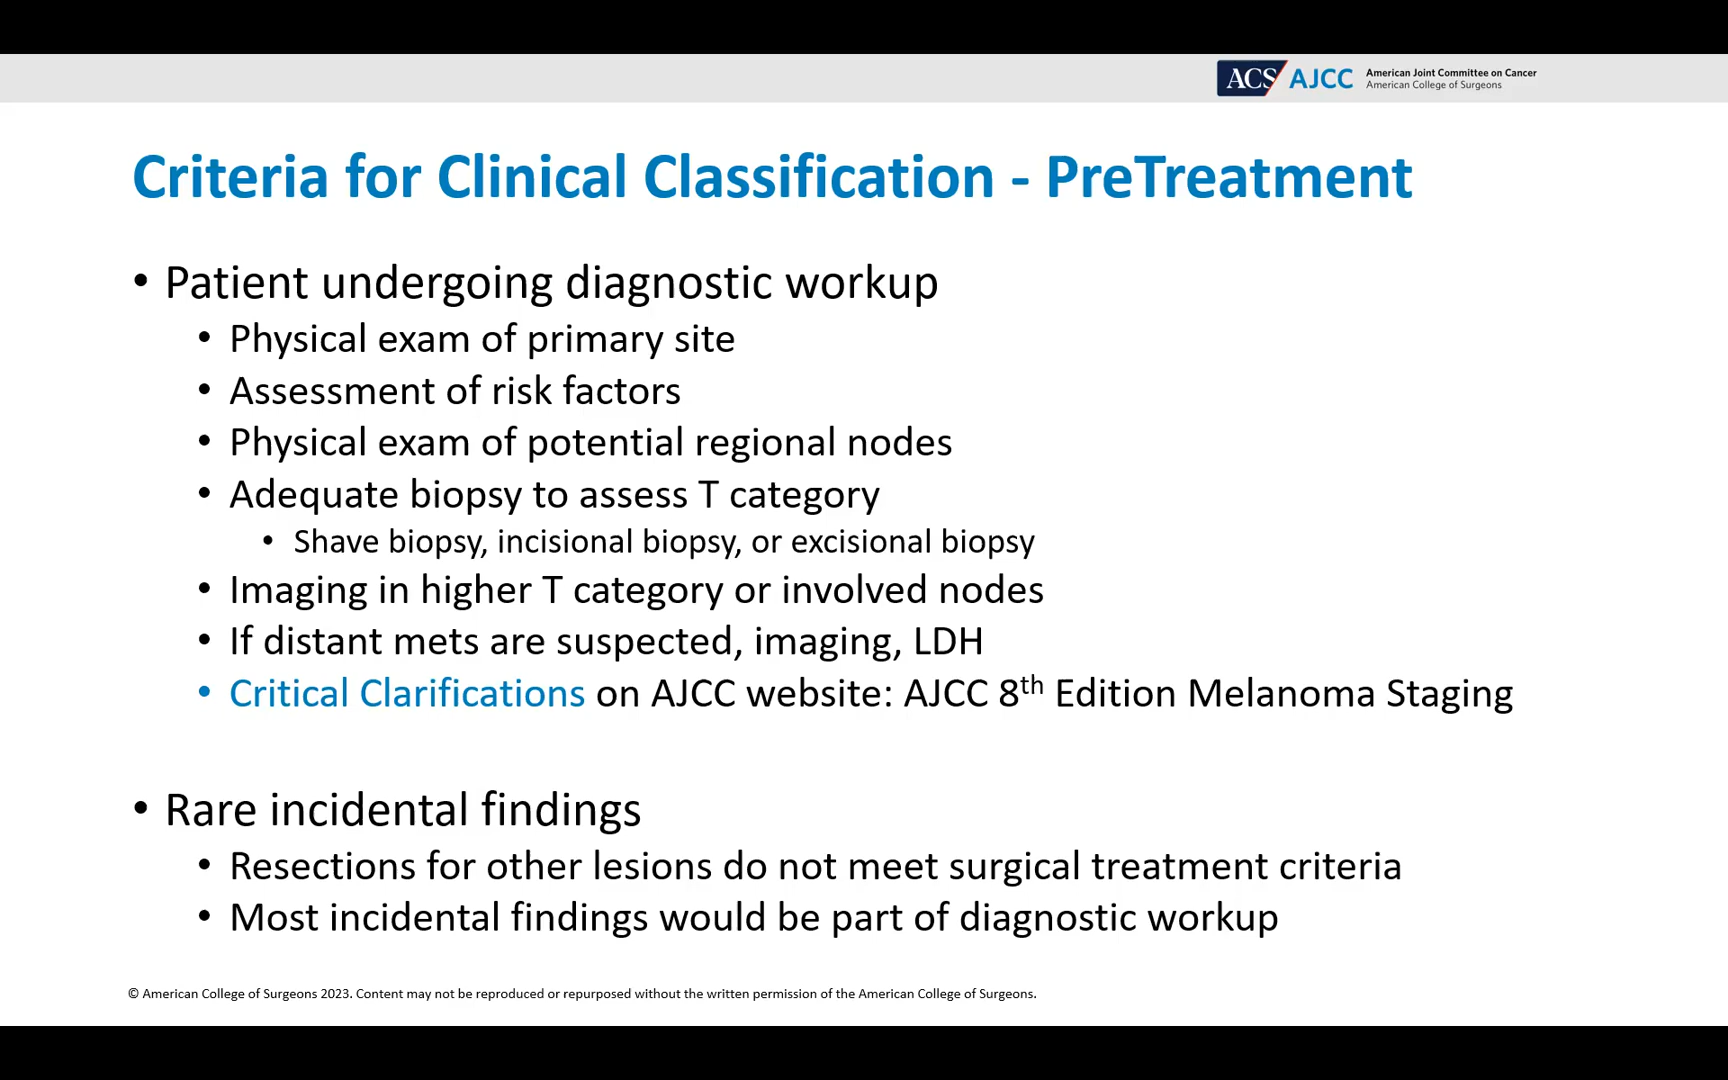 ACS AJCC American Joint Committee on Cancer
American College of Surgeons
Criteria for Clinical Classification - PreTreatment
• Patient undergoing diagnostic workup
• Physical exam of primary site
• Assessment of risk factors
• Physical exam of potential regional nodes
• Adequate biopsy to assess T category
• Shave biopsy, incisional biopsy, or excisional biopsy
• Imaging in higher T category or involved nodes
• If distant mets are suspected, imaging, LDH
• Critical Clarifications on AJCC website: AJCC 8th Edition Melanoma Staging
• Rare incidental findings
• Resections for other lesions do not meet surgical treatment criteria
• Most incidental findings would be part of diagnostic workup
© American College of Surgeons 2023. Content may not be reproduced or repurposed without the written permission of the American College of Surgeons.